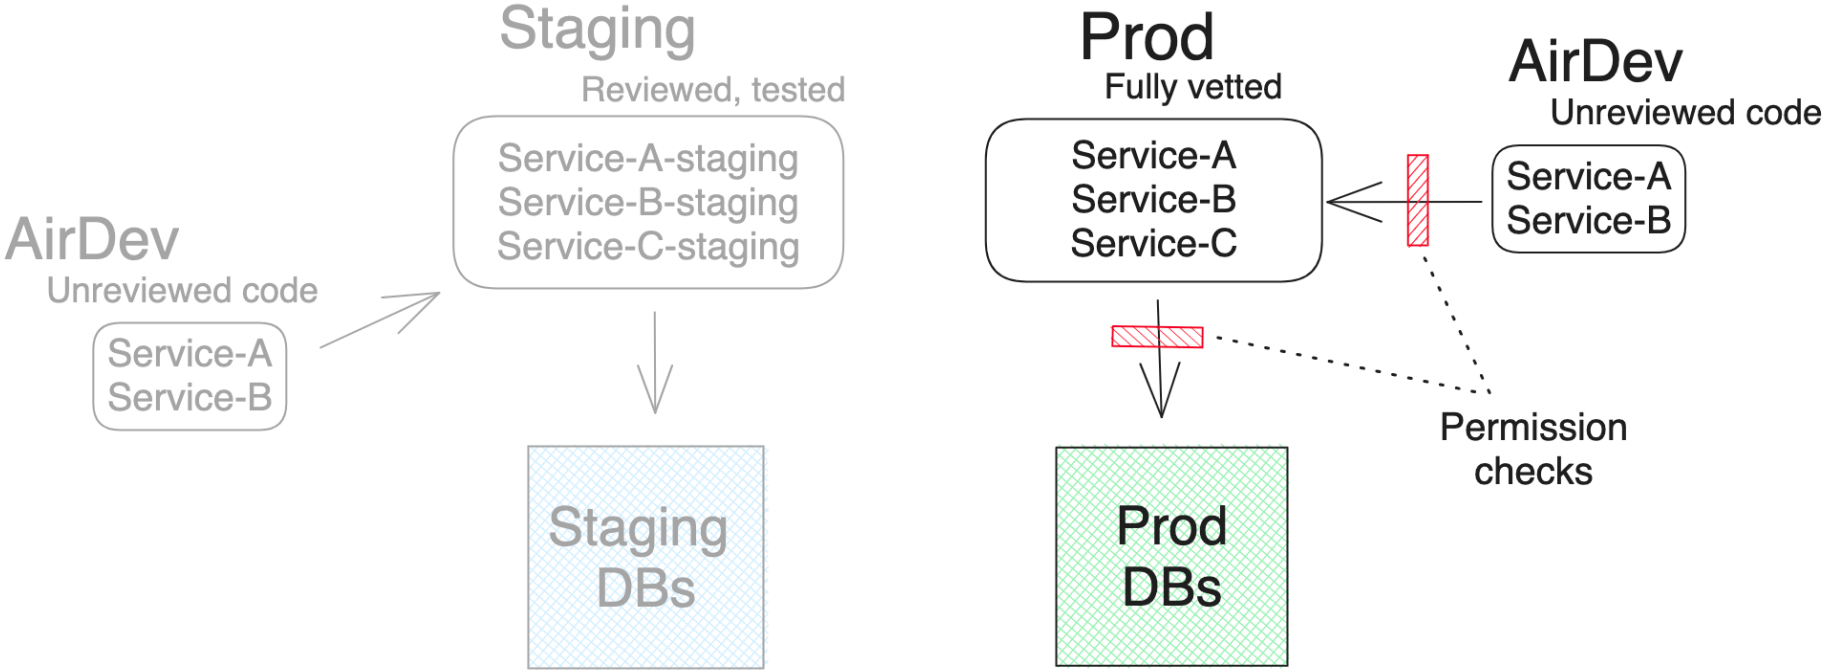 Staging
Reviewed, tested
Service-A-staging
Service-B-staging
Service-C-staging
AirDev
Unreviewed code
Service-A
Service-B
Staging
DBs
Prod
Fully vetted
Service-A
Service-B
Service-C
AirDev
Unreviewed code
Service-A
Service-B
Permission
checks
Prod
DBs